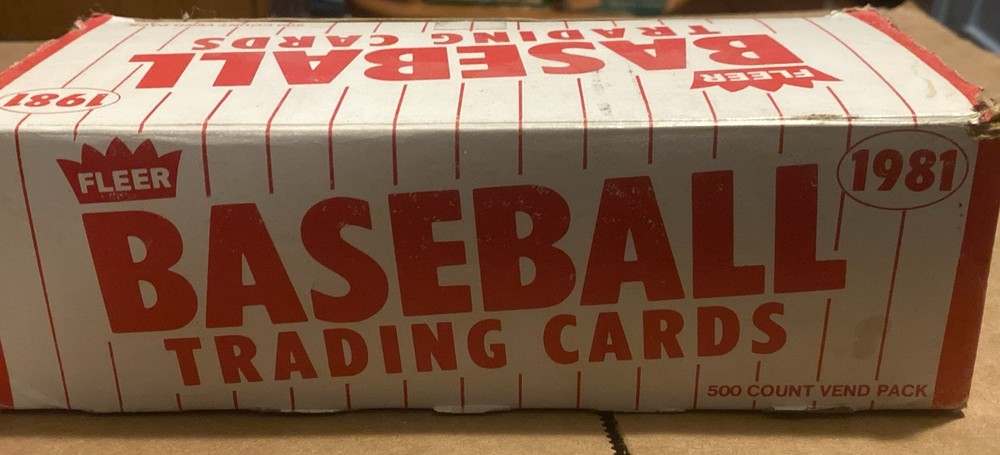 1981
FLEER
BASEBALL
TRADING CARDS
FLEER
1981
BASEBALL
TRADING CARDS
500 COUNT VEND PACK